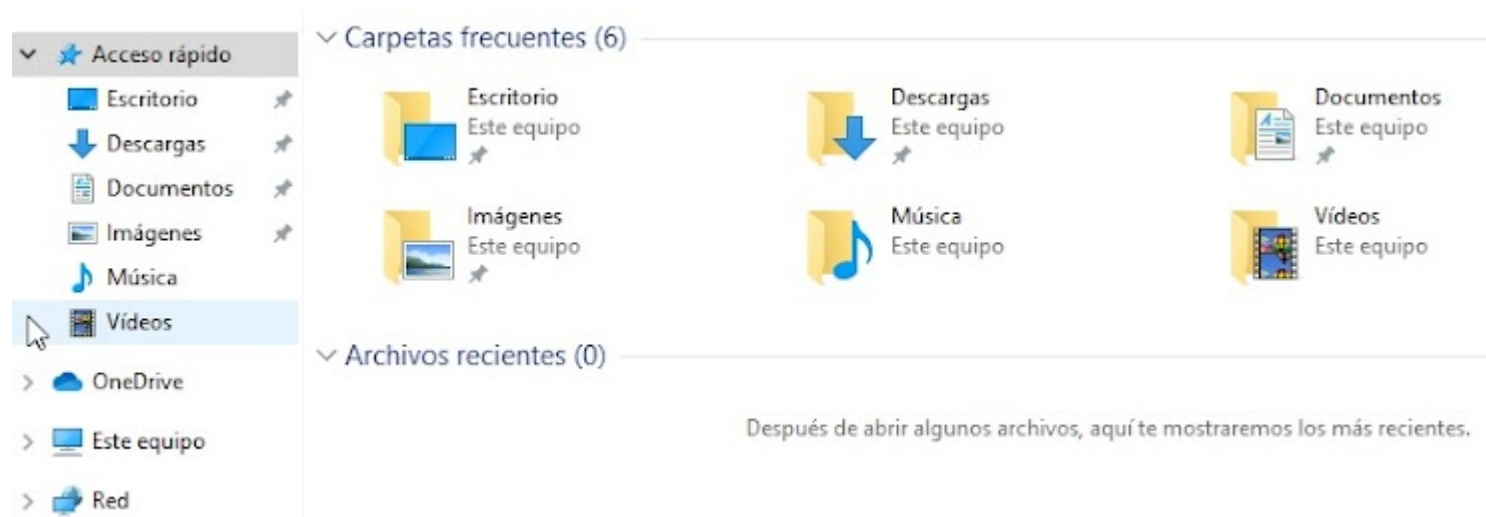 Acceso rápido
Escritorio
Descargas
Documentos
Imágenes
Música
Vídeos
OneDrive
Este equipo
Red
Carpetas frecuentes (6)
Escritorio
Este equipo
Descargas
Este equipo
Documentos
Este equipo
Imágenes
Este equipo
Música
Este equipo
Vídeos
Este equipo
Archivos recientes (0)
Después de abrir algunos archivos, aquí te mostraremos los más recientes.